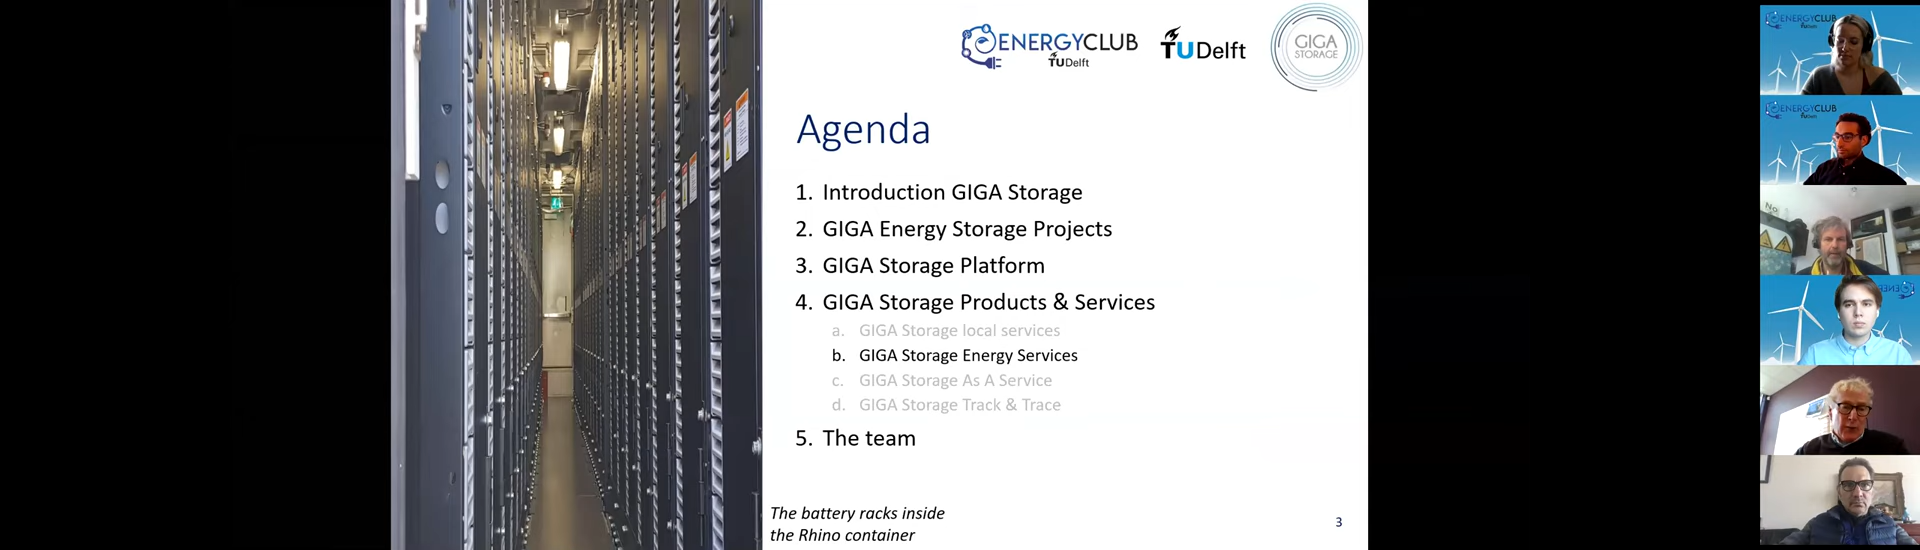 ENERGYCLUB
TUDelft
TUDelft
GIGA
STORAGE
Agenda
1. Introduction GIGA Storage
2. GIGA Energy Storage Projects
3. GIGA Storage Platform
4. GIGA Storage Products & Services
a. GIGA Storage local services
b. GIGA Storage Energy Services
c. GIGA Storage As A Service
d. GIGA Storage Track & Trace
5. The team
The battery racks inside
the Rhino container
3
ENERGYCLUB
ENERGYCLUB
TUDelft
No